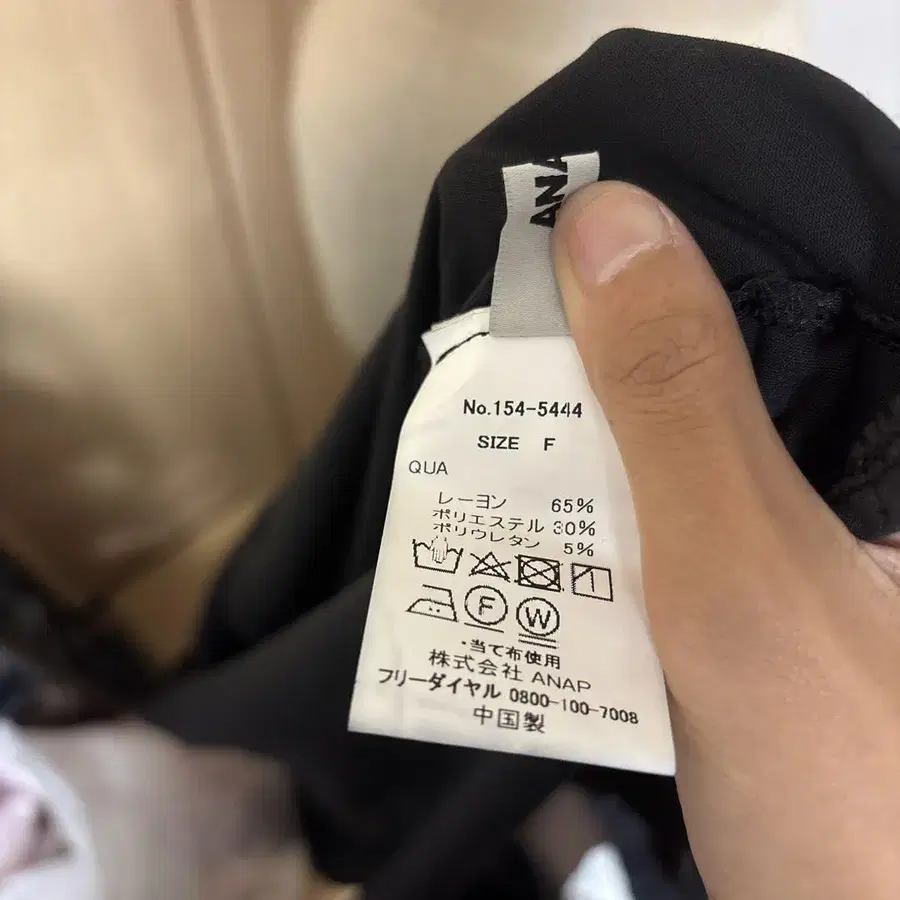 ANA
No.154-5444
SIZE F
QUA
レーヨン 65%
ポリエステル 30%
ポリウレタン 5%
F W
・当て布使用
株式会社 ANAP
フリーダイヤル 0800-100-7008
中国製